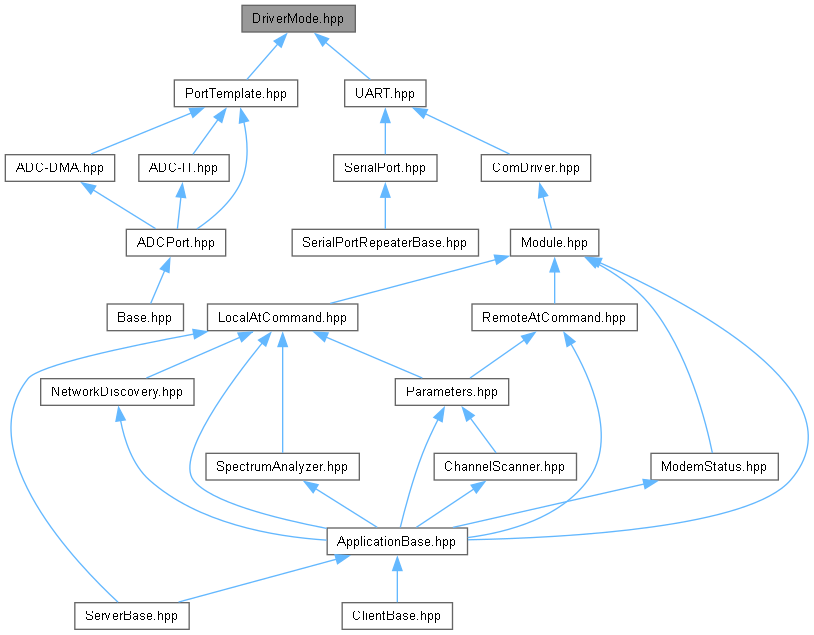 DriverMode.hpp
PortTemplate.hpp
UART.hpp
ADC-DMA.hpp
ADC-IT.hpp
SerialPort.hpp
ComDriver.hpp
ADCPort.hpp
SerialPortRepeaterBase.hpp
Module.hpp
Base.hpp
LocalAtCommand.hpp
RemoteAtCommand.hpp
NetworkDiscovery.hpp
Parameters.hpp
SpectrumAnalyzer.hpp
ChannelScanner.hpp
ModemStatus.hpp
ApplicationBase.hpp
ServerBase.hpp
ClientBase.hpp